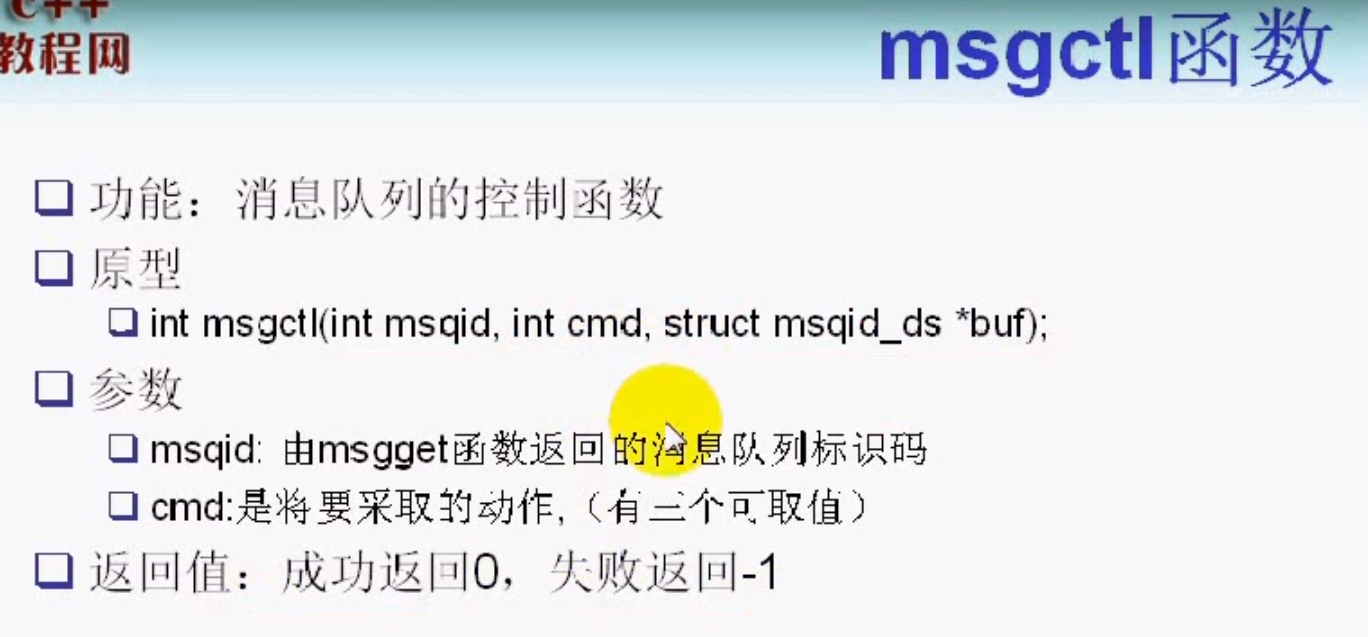 c++
教程网
msgctl函数
功能：消息队列的控制函数
原型
int msgctl(int msqid, int cmd, struct msqid_ds *buf);
参数
msqid: 由msgget函数返回的消息队列标识码
cmd:是将要采取的动作,（有三个可取值）
返回值：成功返回0，失败返回-1